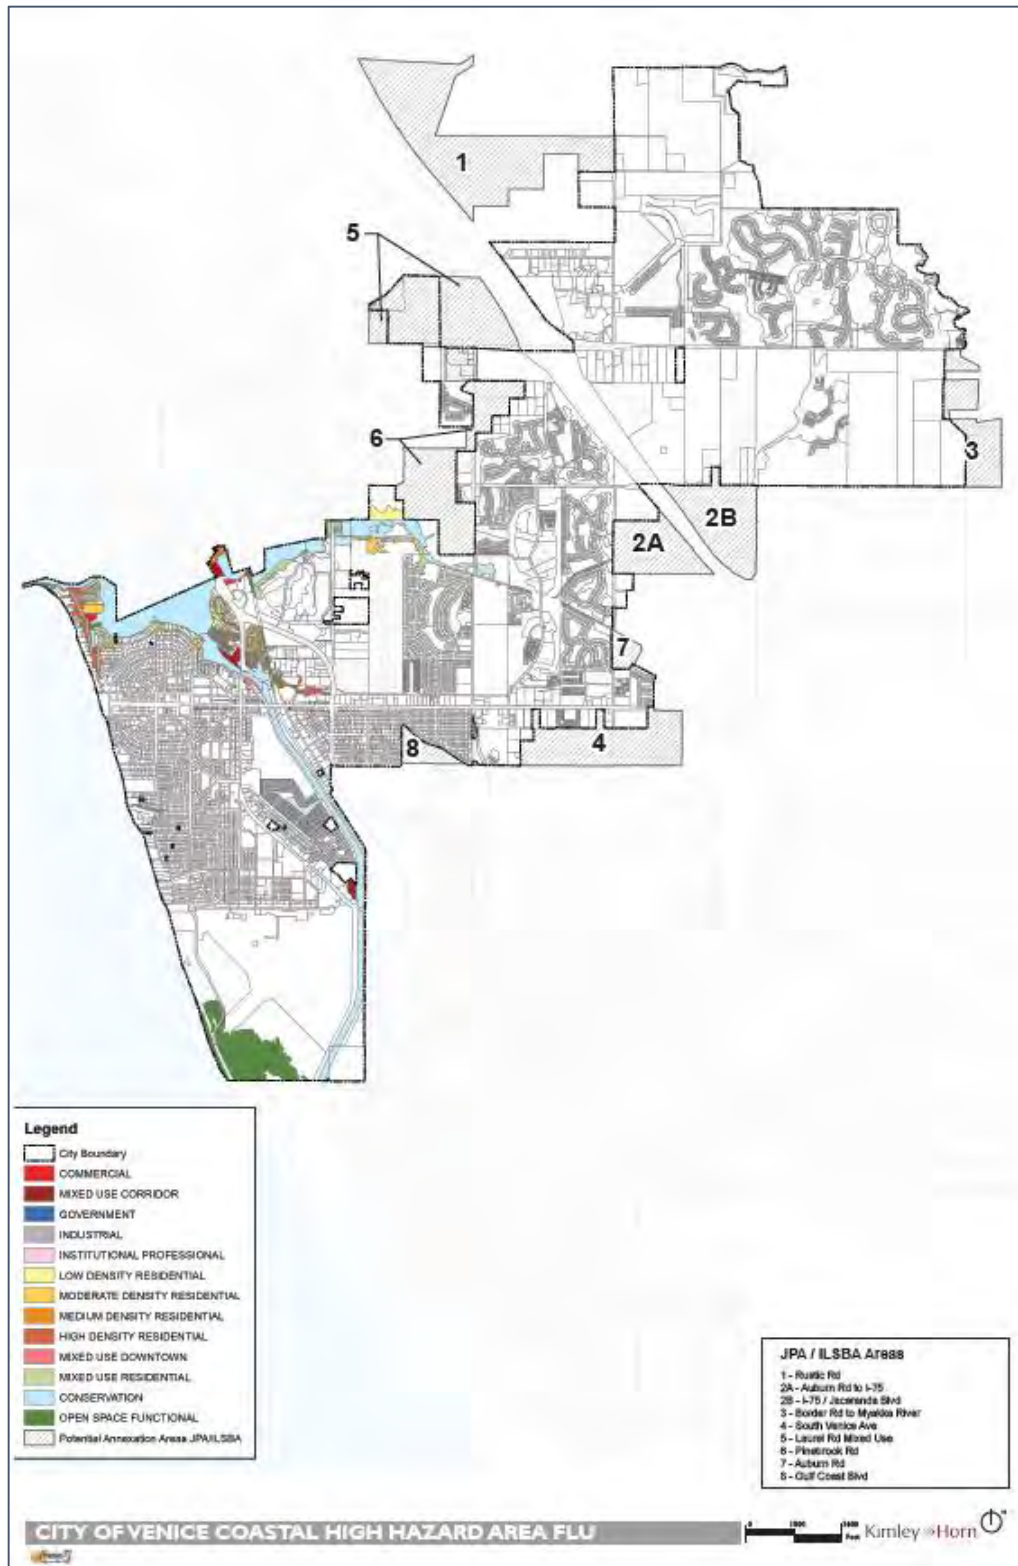 1
5
6
3
2B
2A
7
4
8
Legend
City Boundary
COMMERCIAL
MIXED USE CORRIDOR
GOVERNMENT
INDUSTRIAL
INSTITUTIONAL PROFESSIONAL
LOW DENSITY RESIDENTIAL
MODERATE DENSITY RESIDENTIAL
MEDIUM DENSITY RESIDENTIAL
HIGH DENSITY RESIDENTIAL
MIXED USE DOWNTOWN
MIXED USE RESIDENTIAL
CONSERVATION
OPEN SPACE FUNCTIONAL
Potential Annexation Areas JPA/ILSBA
JPA / ILSBA Areas
1 - Rustic Rd
2A - Auburn Rd to I-75
2B - I-75 / Jacaranda Blvd
3 - Border Rd to Myakka River
4 - South Venice Ave
5 - Laurel Rd Mixed Use
6 - Pinebrook Rd
7 - Auburn Rd
8 - Gulf Coast Blvd
CITY OF VENICE COASTAL HIGH HAZARD AREA FLU
0
Feet
Kimley»Horn